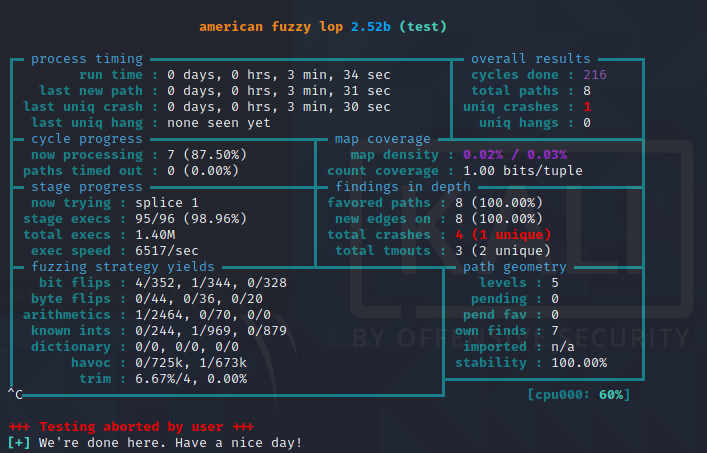 american fuzzy lop 2.52b (test)
process timing overall results
run time : 0 days, 0 hrs, 3 min, 34 sec cycles done : 216
last new path : 0 days, 0 hrs, 3 min, 31 sec total paths : 8
last uniq crash : 0 days, 0 hrs, 3 min, 30 sec uniq crashes : 1
last uniq hang : none seen yet uniq hangs : 0
cycle progress map coverage
now processing : 7 (87.50%) map density : 0.02% / 0.03%
paths timed out : 0 (0.00%) count coverage : 1.00 bits/tuple
stage progress findings in depth
now trying : splice 1 favored paths : 8 (100.00%)
stage execs : 95/96 (98.96%) new edges on : 8 (100.00%)
total execs : 1.40M total crashes : 4 (1 unique)
exec speed : 6517/sec total tmouts : 3 (2 unique)
fuzzing strategy yields path geometry
bit flips : 4/352, 1/344, 0/328 levels : 5
byte flips : 0/44, 0/36, 0/20 pending : 0
arithmetics : 1/2464, 0/70, 0/0 pend fav : 0
known ints : 0/244, 1/969, 0/879 own finds : 7
dictionary : 0/0, 0/0, 0/0 imported : n/a
havoc : 0/725k, 1/673k stability : 100.00%
trim : 6.67%/4, 0.00%
^C [cpu000: 60%]
+++ Testing aborted by user +++
[+] We're done here. Have a nice day!
KALI
BY OFFENSIVE SECURITY